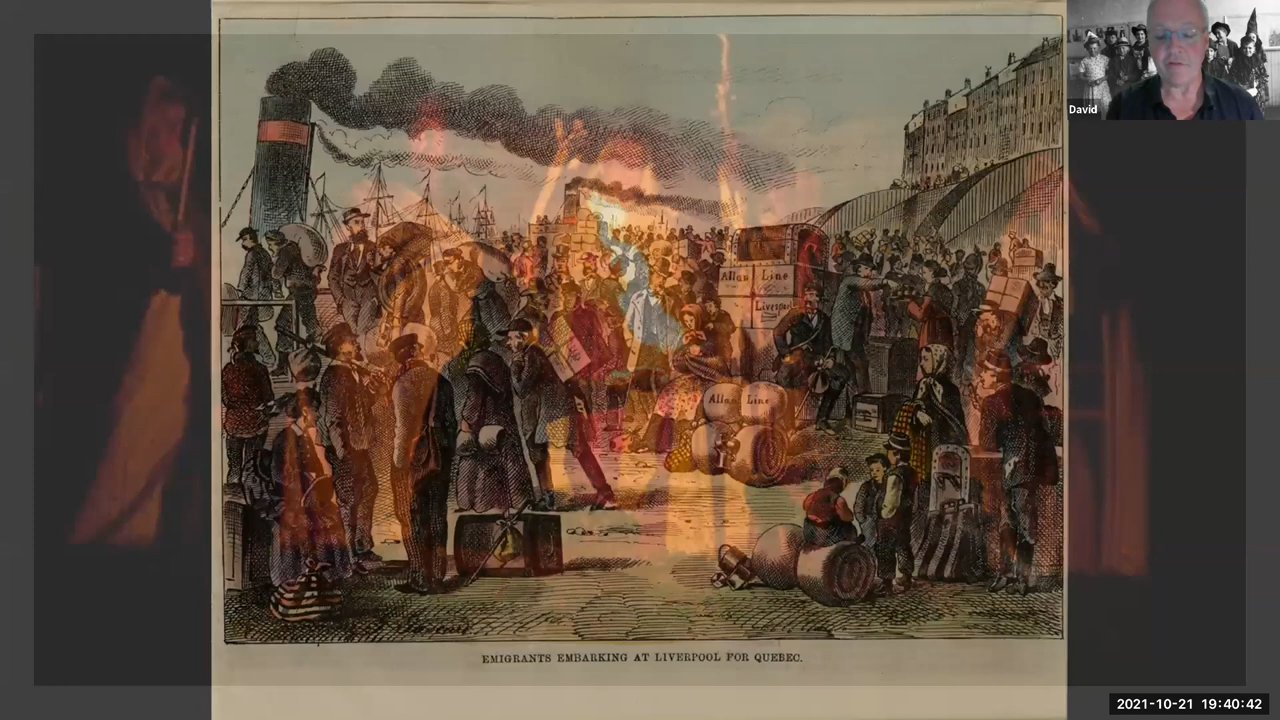 David
Allan Line
Liverpool
Allan Line
EMIGRANTS EMBARKING AT LIVERPOOL FOR QUEBEC.
2021-10-21 19:40:42